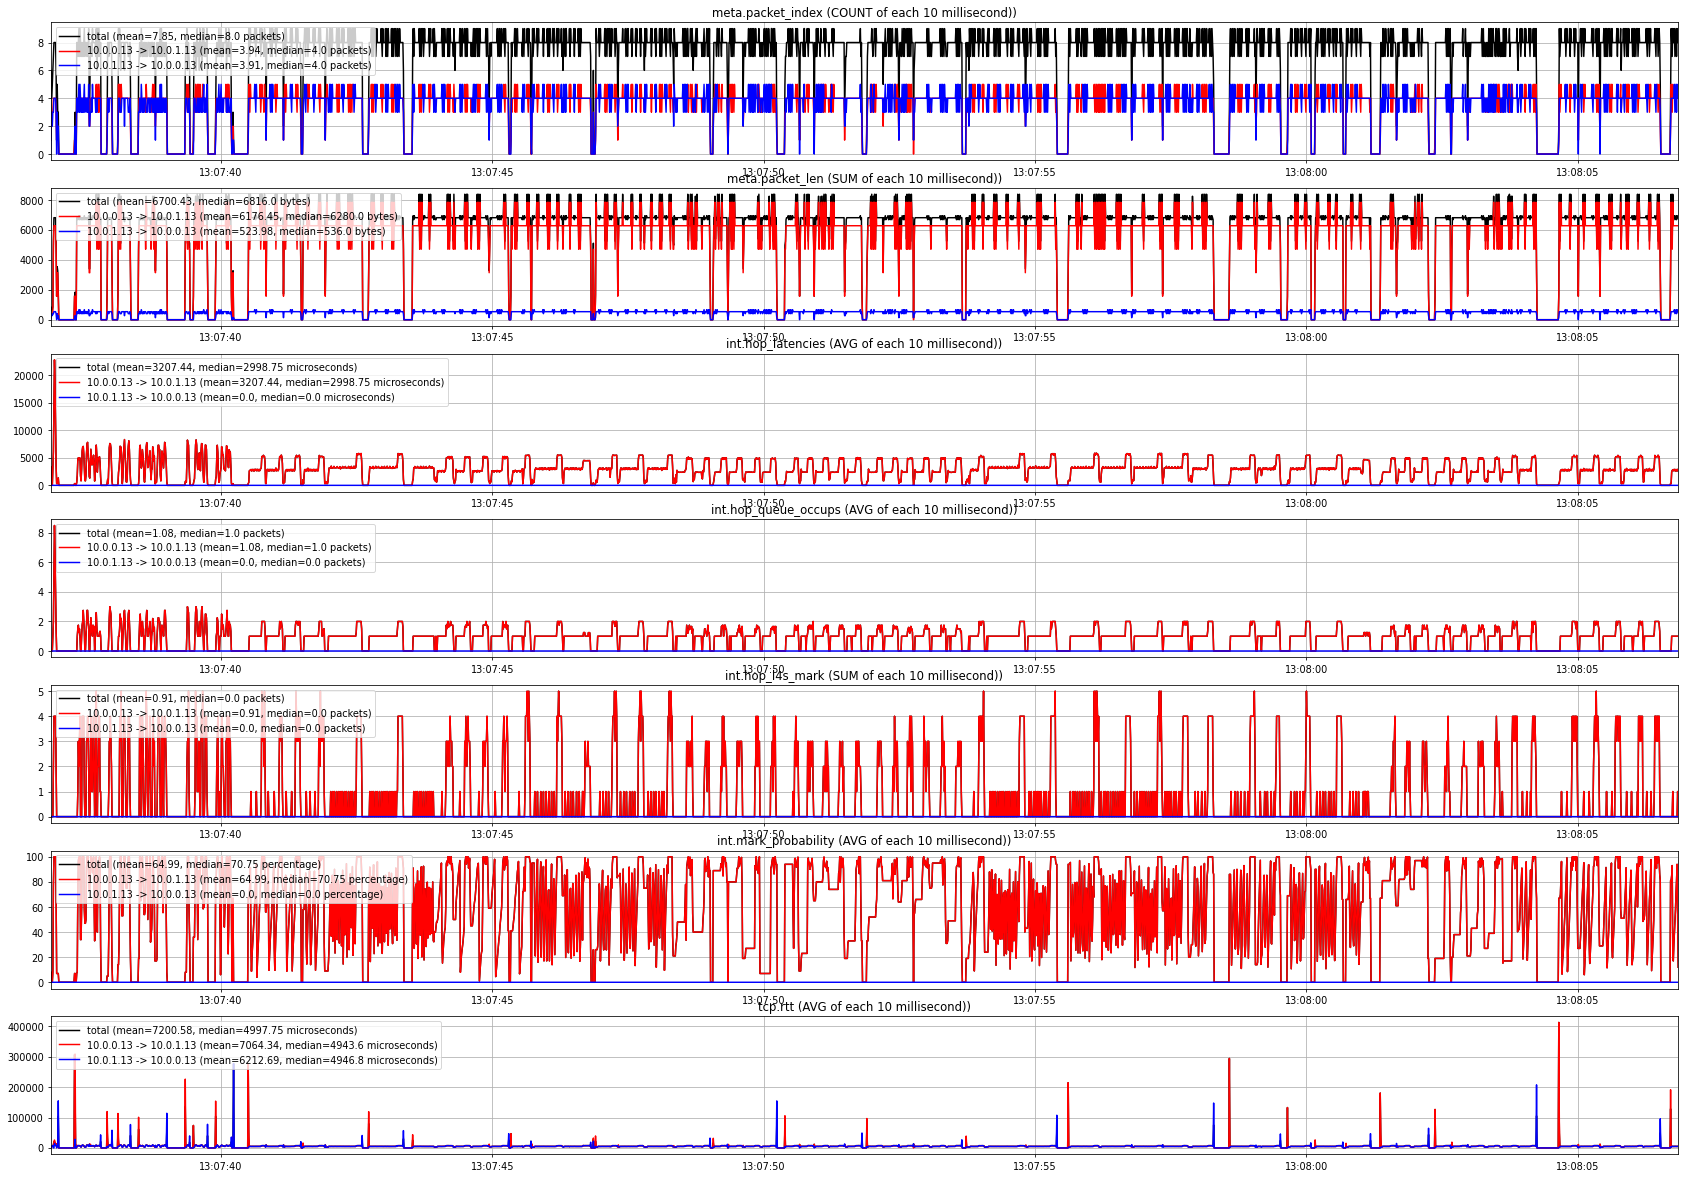 meta.packet_index (COUNT of each 10 millisecond))
total (mean=7.85, median=8.0 packets)
10.0.0.13 -> 10.0.1.13 (mean=3.94, median=4.0 packets)
10.0.1.13 -> 10.0.0.13 (mean=3.91, median=4.0 packets)
8
6
4
2
0
13:07:40 13:07:45 13:07:50 13:07:55 13:08:00 13:08:05
meta.packet_len (SUM of each 10 millisecond))
total (mean=6700.43, median=6816.0 bytes)
10.0.0.13 -> 10.0.1.13 (mean=6176.45, median=6280.0 bytes)
10.0.1.13 -> 10.0.0.13 (mean=523.98, median=536.0 bytes)
8000
6000
4000
2000
0
13:07:40 13:07:45 13:07:50 13:07:55 13:08:00 13:08:05
int.hop_latencies (AVG of each 10 millisecond))
total (mean=3207.44, median=2998.75 microseconds)
10.0.0.13 -> 10.0.1.13 (mean=3207.44, median=2998.75 microseconds)
10.0.1.13 -> 10.0.0.13 (mean=0.0, median=0.0 microseconds)
20000
15000
10000
5000
0
13:07:40 13:07:45 13:07:50 13:07:55 13:08:00 13:08:05
int.hop_queue_occups (AVG of each 10 millisecond))
total (mean=1.08, median=1.0 packets)
10.0.0.13 -> 10.0.1.13 (mean=1.08, median=1.0 packets)
10.0.1.13 -> 10.0.0.13 (mean=0.0, median=0.0 packets)
8
6
4
2
0
13:07:40 13:07:45 13:07:50 13:07:55 13:08:00 13:08:05
int.hop_l4s_mark (SUM of each 10 millisecond))
total (mean=0.91, median=0.0 packets)
10.0.0.13 -> 10.0.1.13 (mean=0.91, median=0.0 packets)
10.0.1.13 -> 10.0.0.13 (mean=0.0, median=0.0 packets)
5
4
3
2
1
0
13:07:40 13:07:45 13:07:50 13:07:55 13:08:00 13:08:05
int.mark_probability (AVG of each 10 millisecond))
total (mean=64.99, median=70.75 percentage)
10.0.0.13 -> 10.0.1.13 (mean=64.99, median=70.75 percentage)
10.0.1.13 -> 10.0.0.13 (mean=0.0, median=0.0 percentage)
100
80
60
40
20
0
13:07:40 13:07:45 13:07:50 13:07:55 13:08:00 13:08:05
tcp.rtt (AVG of each 10 millisecond))
total (mean=7200.58, median=4997.75 microseconds)
10.0.0.13 -> 10.0.1.13 (mean=7064.34, median=4943.6 microseconds)
10.0.1.13 -> 10.0.0.13 (mean=6212.69, median=4946.8 microseconds)
400000
300000
200000
100000
0
13:07:40 13:07:45 13:07:50 13:07:55 13:08:00 13:08:05